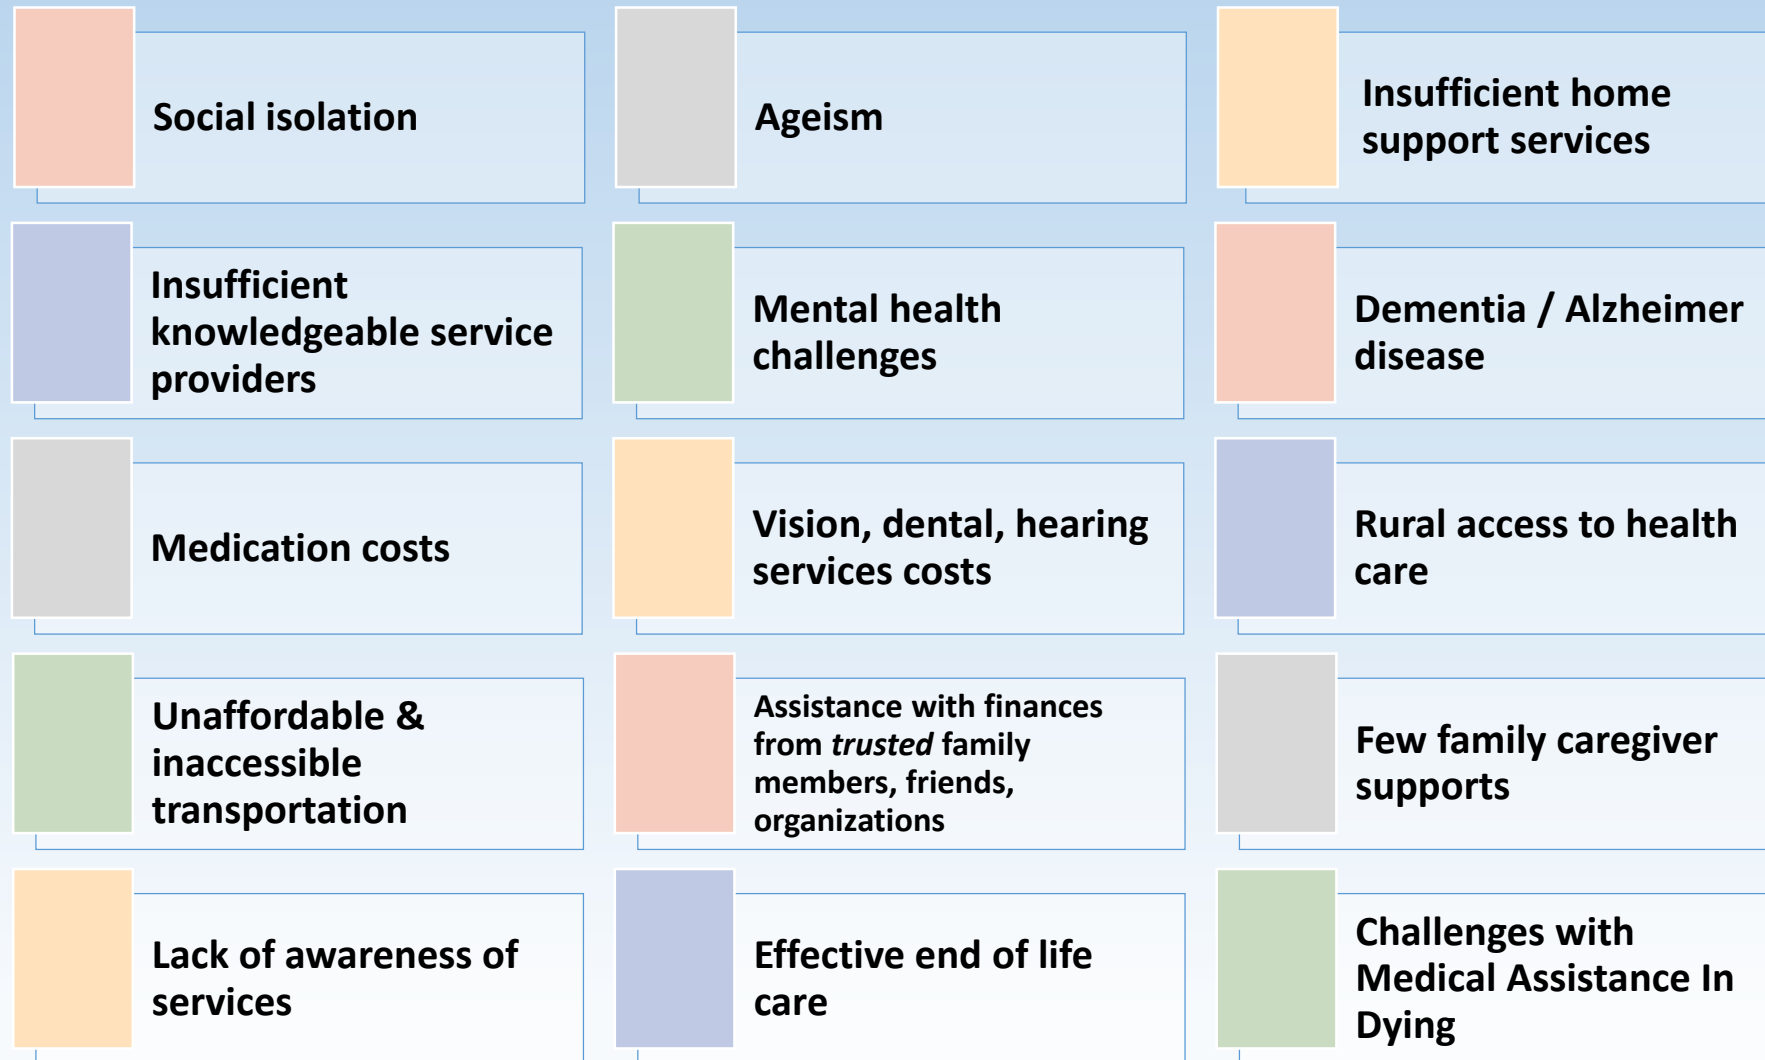 Social isolation
Ageism
Insufficient home
support services
Insufficient
knowledgeable service
providers
Mental health
challenges
Dementia / Alzheimer
disease
Medication costs
Vision, dental, hearing
services costs
Rural access to health
care
Unaffordable &
inaccessible
transportation
Assistance with finances
from trusted family
members, friends,
organizations
Few family caregiver
supports
Lack of awareness of
services
Effective end of life
care
Challenges with
Medical Assistance In
Dying